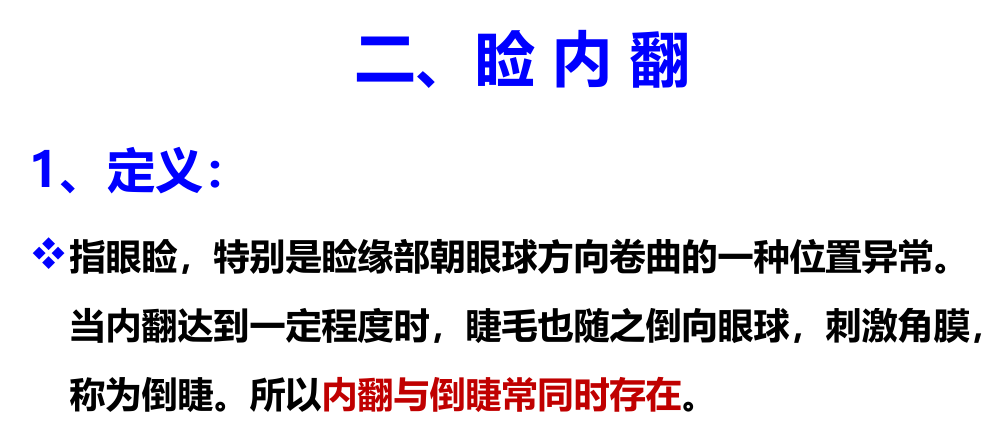 二、睑内翻
1、定义：
❖指眼睑，特别是睑缘部朝眼球方向卷曲的一种位置异常。
当内翻达到一定程度时，睫毛也随之倒向眼球，刺激角膜，
称为倒睫。所以内翻与倒睫常同时存在。